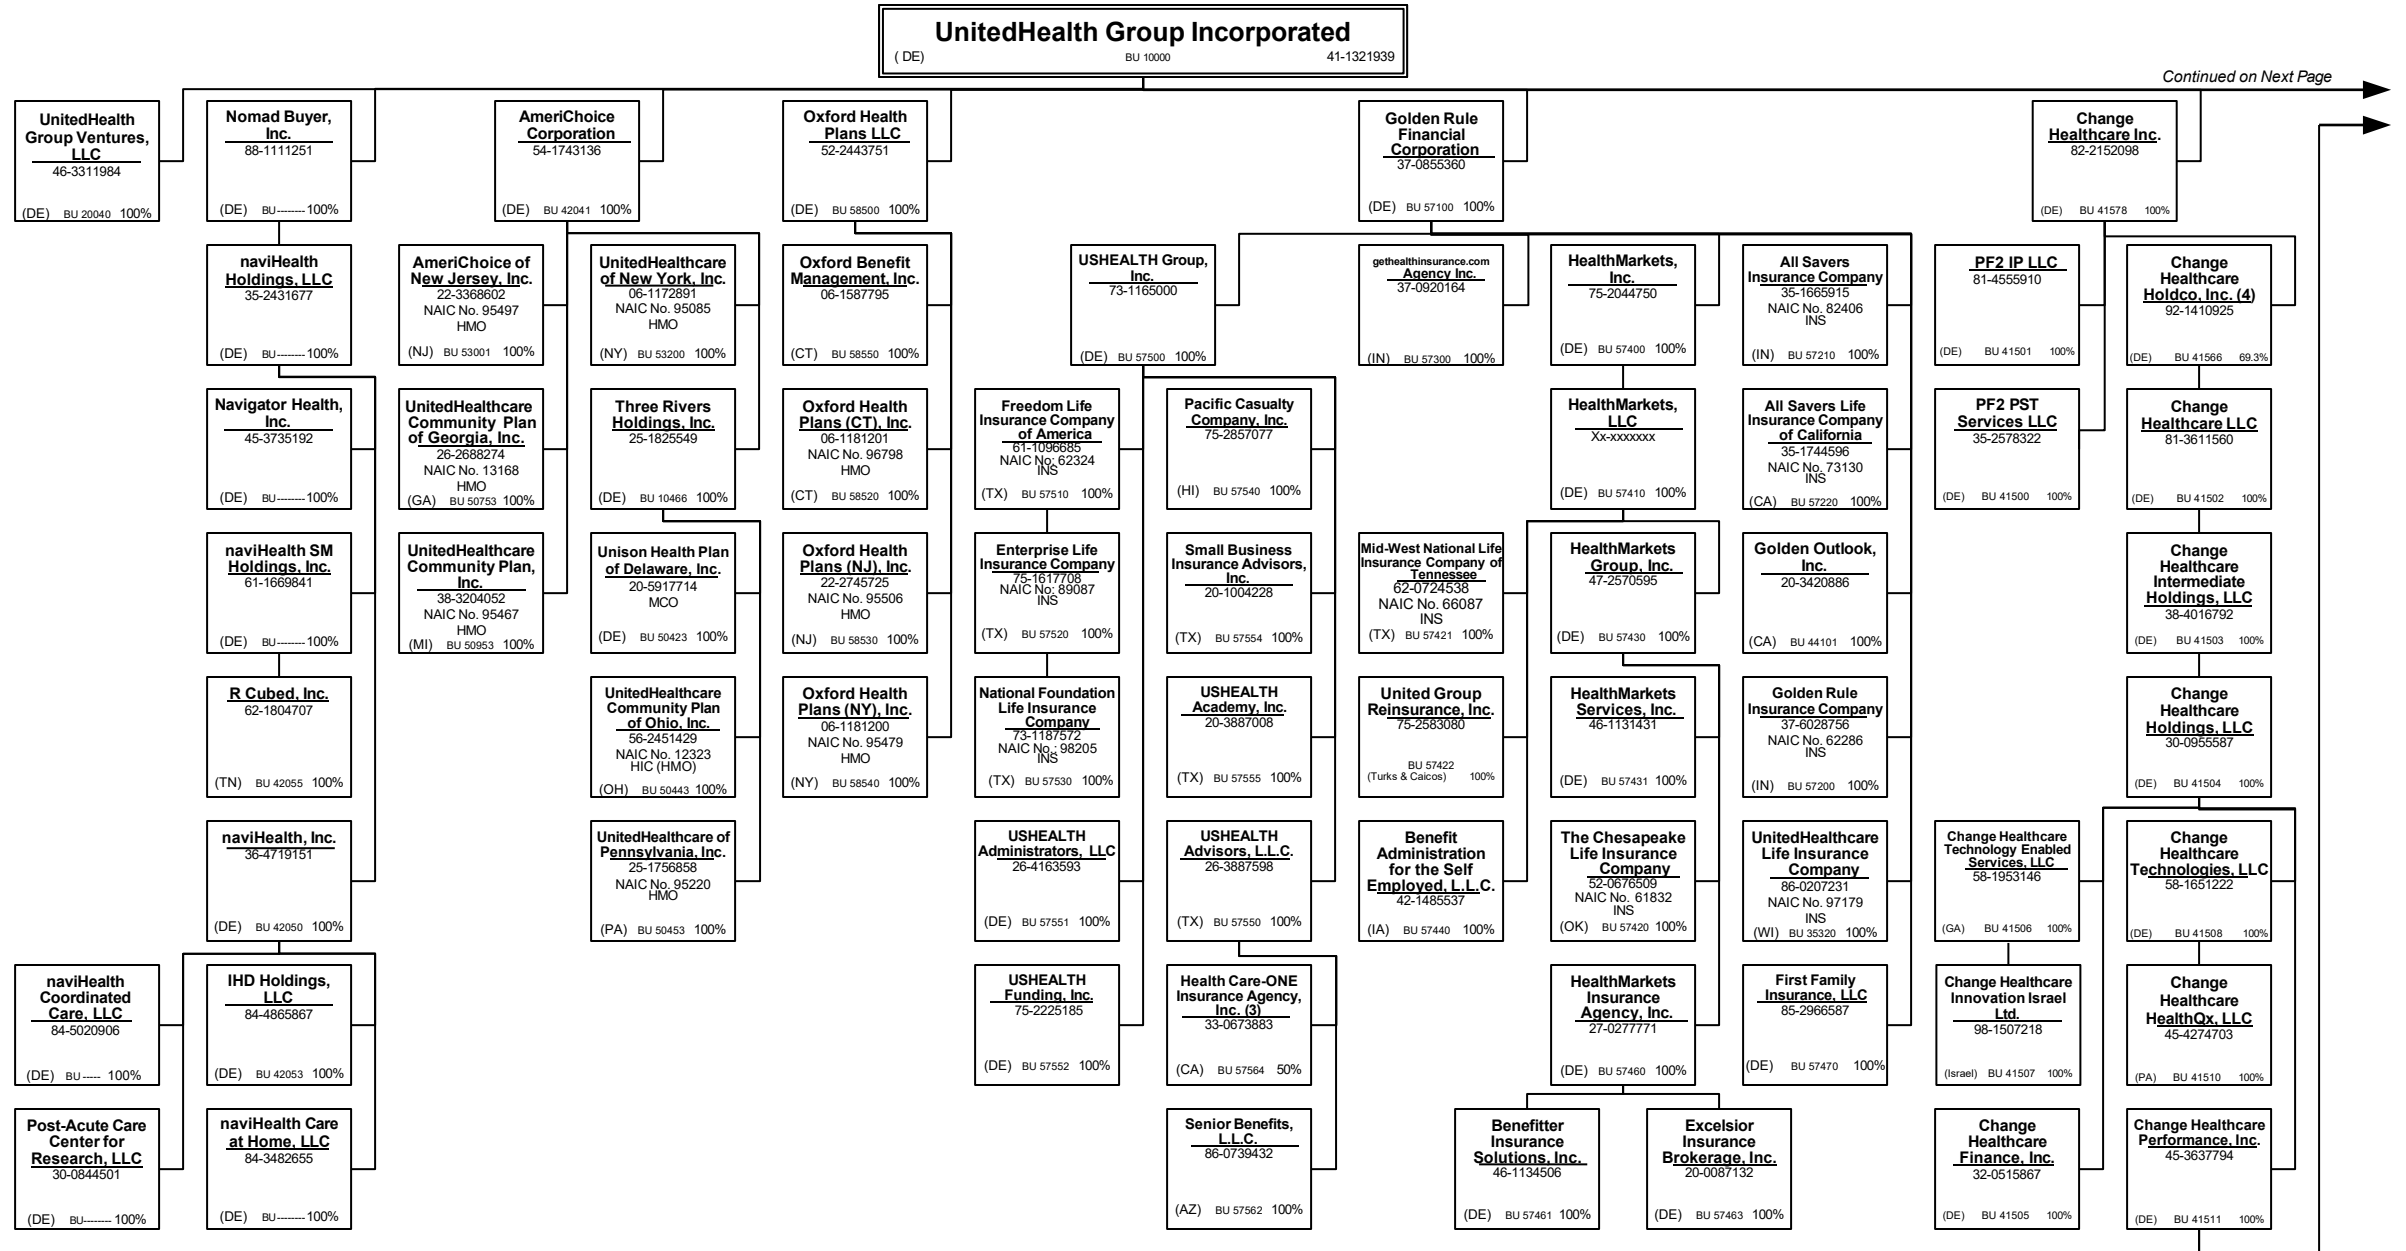 UnitedHealth Group Incorporated
( DE) BU 10000 41-1321939
Continued on Next Page
UnitedHealth
Group Ventures,
LLC
46-3311984
(DE) BU 20040 100%
Nomad Buyer,
Inc.
88-1111251
(DE) BU-------- 100%
AmeriChoice
Corporation
54-1743136
(DE) BU 42041 100%
Oxford Health
Plans LLC
52-2443751
(DE) BU 58500 100%
Golden Rule
Financial
Corporation
37-0855360
(DE) BU 57100 100%
Change
Healthcare Inc.
82-2152098
(DE) BU 41578 100%
naviHealth
Holdings, LLC
35-2431677
(DE) BU-------- 100%
AmeriChoice of
New Jersey, Inc.
22-3368602
NAIC No. 95497
HMO
(NJ) BU 53001 100%
UnitedHealthcare
of New York, Inc.
06-1172891
NAIC No. 95085
HMO
(NY) BU 53200 100%
Oxford Benefit
Management, Inc.
06-1587795
(CT) BU 58550 100%
USHEALTH Group,
Inc.
73-1165000
(DE) BU 57500 100%
gethealthinsurance.com
Agency Inc.
37-0920164
(IN) BU 57300 100%
HealthMarkets,
Inc.
75-2044750
(DE) BU 57400 100%
All Savers
Insurance Company
35-1665915
NAIC No. 82406
INS
(IN) BU 57210 100%
PF2 IP LLC
81-4555910
(DE) BU 41501 100%
Change
Healthcare
Holdco, Inc. (4)
92-1410925
(DE) BU 41566 69.3%
Navigator Health,
Inc.
45-3735192
(DE) BU-------- 100%
UnitedHealthcare
Community Plan
of Georgia, Inc.
26-2688274
NAIC No. 13168
HMO
(GA) BU 50753 100%
Three Rivers
Holdings, Inc.
25-1825549
(DE) BU 10466 100%
Oxford Health
Plans (CT), Inc.
06-1181201
NAIC No. 96798
HMO
(CT) BU 58520 100%
Freedom Life
Insurance Company
of America
61-1096685
NAIC No: 62324
INS
(TX) BU 57510 100%
Pacific Casualty
Company, Inc.
75-2857077
(HI) BU 57540 100%
HealthMarkets,
LLC
Xx-xxxxxxx
(DE) BU 57410 100%
All Savers Life
Insurance Company
of California
35-1744596
NAIC No. 73130
INS
(CA) BU 57220 100%
PF2 PST
Services LLC
35-2578322
(DE) BU 41500 100%
Change
Healthcare LLC
81-3611560
(DE) BU 41502 100%
naviHealth SM
Holdings, Inc.
61-1669841
(DE) BU-------- 100%
UnitedHealthcare
Community Plan,
Inc.
38-3204052
NAIC No. 95467
HMO
(MI) BU 50953 100%
Unison Health Plan
of Delaware, Inc.
20-5917714
MCO
(DE) BU 50423 100%
Oxford Health
Plans (NJ), Inc.
22-2745725
NAIC No. 95506
HMO
(NJ) BU 58530 100%
Enterprise Life
Insurance Company
75-1617708
NAIC No: 89087
INS
(TX) BU 57520 100%
Small Business
Insurance Advisors,
Inc.
20-1004228
(TX) BU 57554 100%
Mid-West National Life
Insurance Company of
Tennessee
62-0724538
NAIC No. 66087
INS
(TX) BU 57421 100%
HealthMarkets
Group, Inc.
47-2570595
(DE) BU 57430 100%
Golden Outlook,
Inc.
20-3420886
(CA) BU 44101 100%
Change
Healthcare
Intermediate
Holdings, LLC
38-4016792
(DE) BU 41503 100%
R Cubed, Inc.
62-1804707
(TN) BU 42055 100%
UnitedHealthcare
Community Plan
of Ohio, Inc.
56-2451429
NAIC No. 12323
HIC (HMO)
(OH) BU 50443 100%
Oxford Health
Plans (NY), Inc.
06-1181200
NAIC No. 95479
HMO
(NY) BU 58540 100%
National Foundation
Life Insurance
Company
73-1187572
NAIC No.: 98205
INS
(TX) BU 57530 100%
USHEALTH
Academy, Inc.
20-3887008
(TX) BU 57555 100%
United Group
Reinsurance, Inc.
75-2583080
BU 57422
(Turks & Caicos) 100%
HealthMarkets
Services, Inc.
46-1131431
(DE) BU 57431 100%
Golden Rule
Insurance Company
37-6028756
NAIC No. 62286
INS
(IN) BU 57200 100%
Change
Healthcare
Holdings, LLC
30-0955587
(DE) BU 41504 100%
naviHealth, Inc.
36-4719151
(DE) BU 42050 100%
UnitedHealthcare of
Pennsylvania, Inc.
25-1756858
NAIC No. 95220
HMO
(PA) BU 50453 100%
USHEALTH
Administrators, LLC
26-4163593
(DE) BU 57551 100%
USHEALTH
Advisors, L.L.C.
26-3887598
(TX) BU 57550 100%
Benefit
Administration
for the Self
Employed, L.L.C.
42-1485537
(IA) BU 57440 100%
The Chesapeake
Life Insurance
Company
52-0676509
NAIC No. 61832
INS
(OK) BU 57420 100%
UnitedHealthcare
Life Insurance
Company
86-0207231
NAIC No. 97179
INS
(WI) BU 35320 100%
Change Healthcare
Technology Enabled
Services, LLC
58-1953146
(GA) BU 41506 100%
Change
Healthcare
Technologies, LLC
58-1651222
(DE) BU 41508 100%
naviHealth
Coordinated
Care, LLC
84-5020906
(DE) BU ----- 100%
IHD Holdings,
LLC
84-4865867
(DE) BU 42053 100%
USHEALTH
Funding, Inc.
75-2225185
(DE) BU 57552 100%
Health Care-ONE
Insurance Agency,
Inc. (3)
33-0673883
(CA) BU 57564 50%
HealthMarkets
Insurance
Agency, Inc.
27-0277771
(DE) BU 57460 100%
First Family
Insurance, LLC
85-2966587
(DE) BU 57470 100%
Change Healthcare
Innovation Israel
Ltd.
98-1507218
(Israel) BU 41507 100%
Change
Healthcare
HealthQx, LLC
45-4274703
(PA) BU 41510 100%
Post-Acute Care
Center for
Research, LLC
30-0844501
(DE) BU-------- 100%
naviHealth Care
at Home, LLC
84-3482655
(DE) BU-------- 100%
Senior Benefits,
L.L.C.
86-0739432
(AZ) BU 57562 100%
Benefitter
Insurance
Solutions, Inc.
46-1134506
(DE) BU 57461 100%
Excelsior
Insurance
Brokerage, Inc.
20-0087132
(DE) BU 57463 100%
Change
Healthcare
Finance, Inc.
32-0515867
(DE) BU 41505 100%
Change Healthcare
Performance, Inc.
45-3637794
(DE) BU 41511 100%